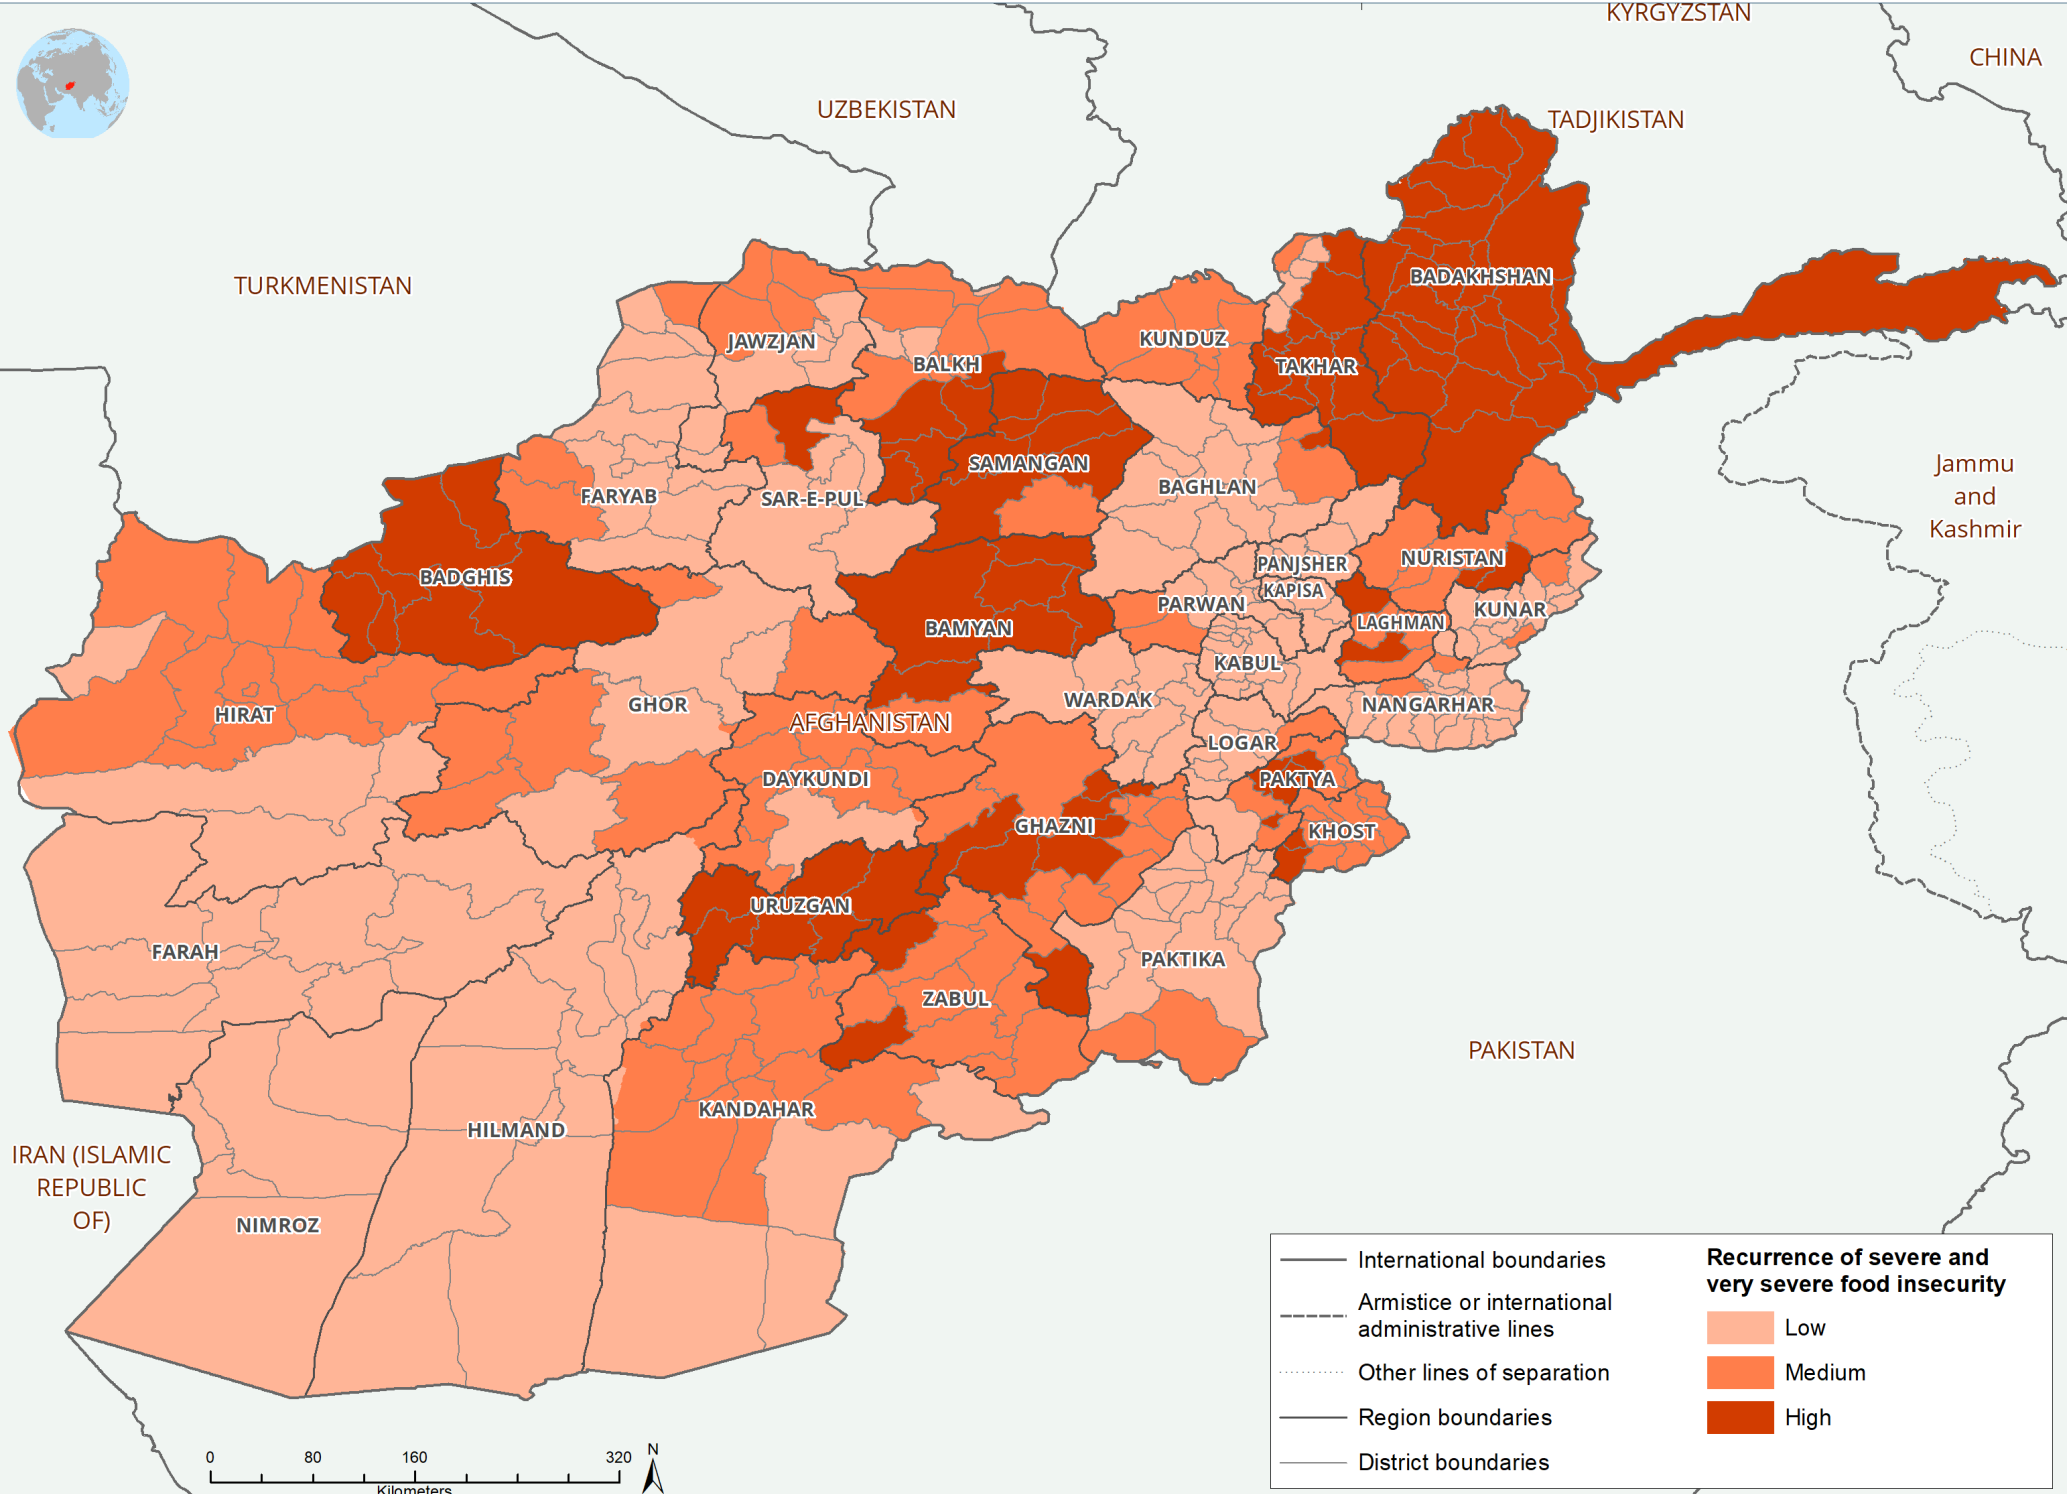 KYRGYZSTAN
CHINA
UZBEKISTAN
TADJIKISTAN
TURKMENISTAN
BADAKHSHAN
JAWZJAN
BALKH
KUNDUZ
TAKHAR
Jammu
and
Kashmir
SAMANGAN
FARYAB
SAR-E-PUL
BAGHLAN
BADGHIS
PANJSHER
NURISTAN
KAPISA
PARWAN
KUNAR
LAGHMAN
BAMYAN
KABUL
HIRAT
GHOR
WARDAK
NANGARHAR
AFGHANISTAN
LOGAR
DAYKUNDI
PAKTYA
GHAZNI
KHOST
URUZGAN
FARAH
PAKTIKA
ZABUL
PAKISTAN
KANDAHAR
HILMAND
IRAN (ISLAMIC
REPUBLIC
OF)
NIMROZ
International boundaries
Armistice or international
administrative lines
Other lines of separation
Region boundaries
District boundaries
Recurrence of severe and
very severe food insecurity
Low
Medium
High
0 80 160 320
Kilometers
N